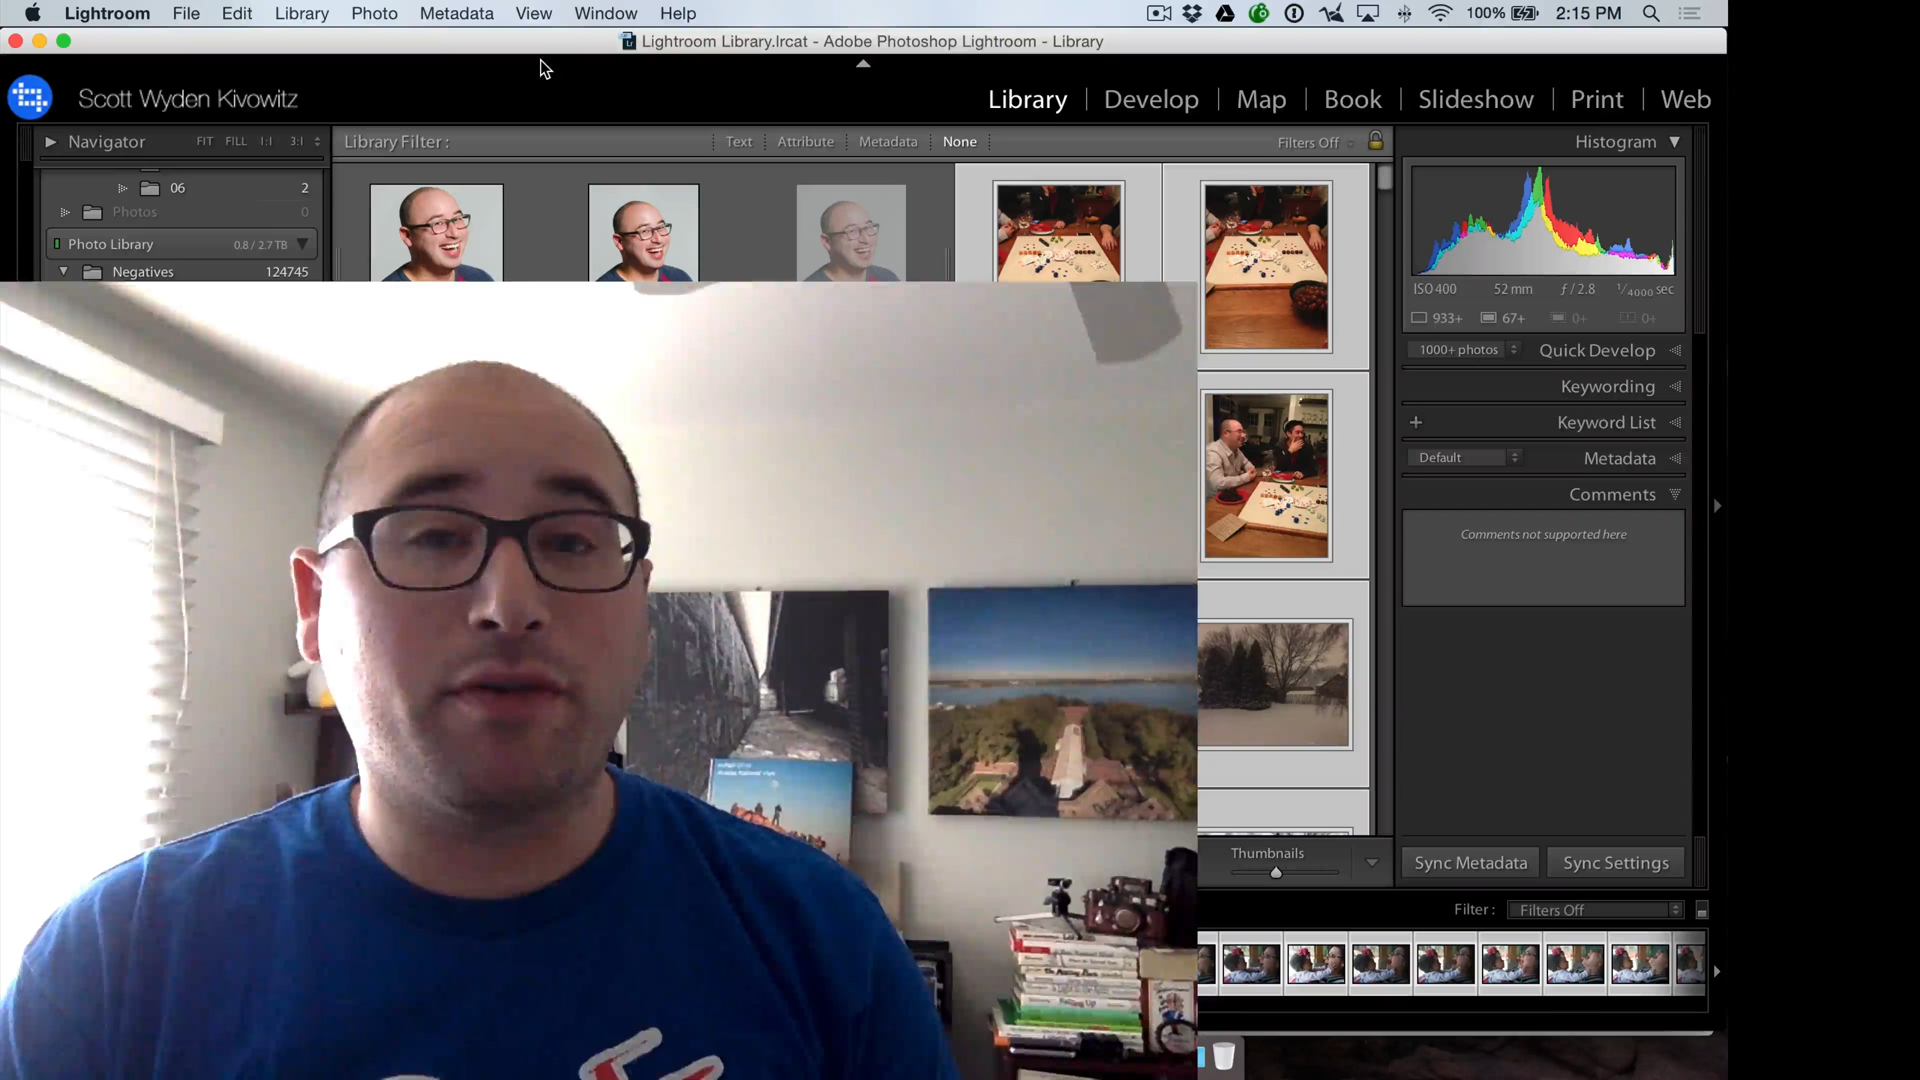 Lightroom File Edit Library Photo Metadata View Window Help 100% 2:15 PM
Lightroom Library.lrcat - Adobe Photoshop Lightroom - Library
Scott Wyden Kivowitz
Library Develop Map Book Slideshow Print Web
Navigator FIT FILL 1:1 3:1
Library Filter : Text Attribute Metadata None Filters Off
Histogram
06 2
Photos 0
Photo Library 0.8 / 2.7 TB
Negatives 124745
ISO 400 52 mm ƒ / 2.8 1/4000 sec
933+ 67+ 0+ 0+
1000+ photos Quick Develop
Keywording
+ Keyword List
Default Metadata
Comments
Comments not supported here
Thumbnails
Sync Metadata Sync Settings
Filter : Filters Off